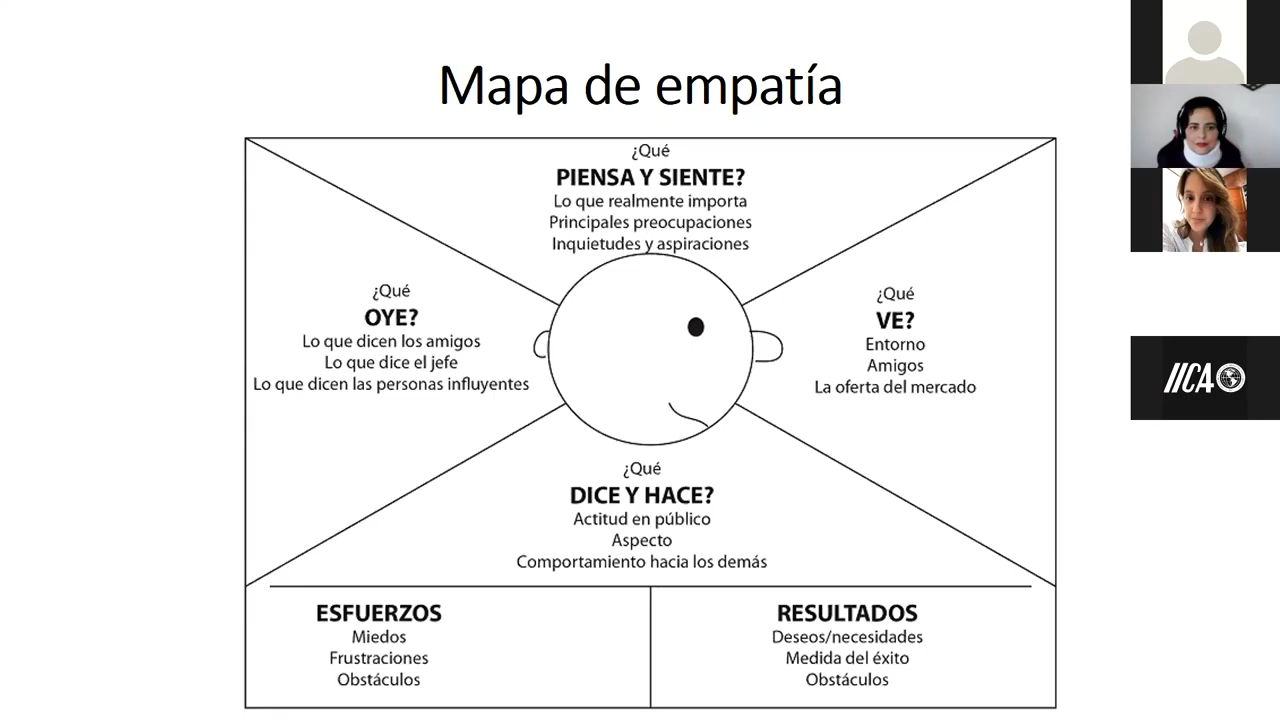 Mapa de empatía
¿Qué
PIENSA Y SIENTE?
Lo que realmente importa
Principales preocupaciones
Inquietudes y aspiraciones
¿Qué
OYE?
Lo que dicen los amigos
Lo que dice el jefe
Lo que dicen las personas influyentes
¿Qué
VE?
Entorno
Amigos
La oferta del mercado
¿Qué
DICE Y HACE?
Actitud en público
Aspecto
Comportamiento hacia los demás
ESFUERZOS
Miedos
Frustraciones
Obstáculos
RESULTADOS
Deseos/necesidades
Medida del éxito
Obstáculos
IICA